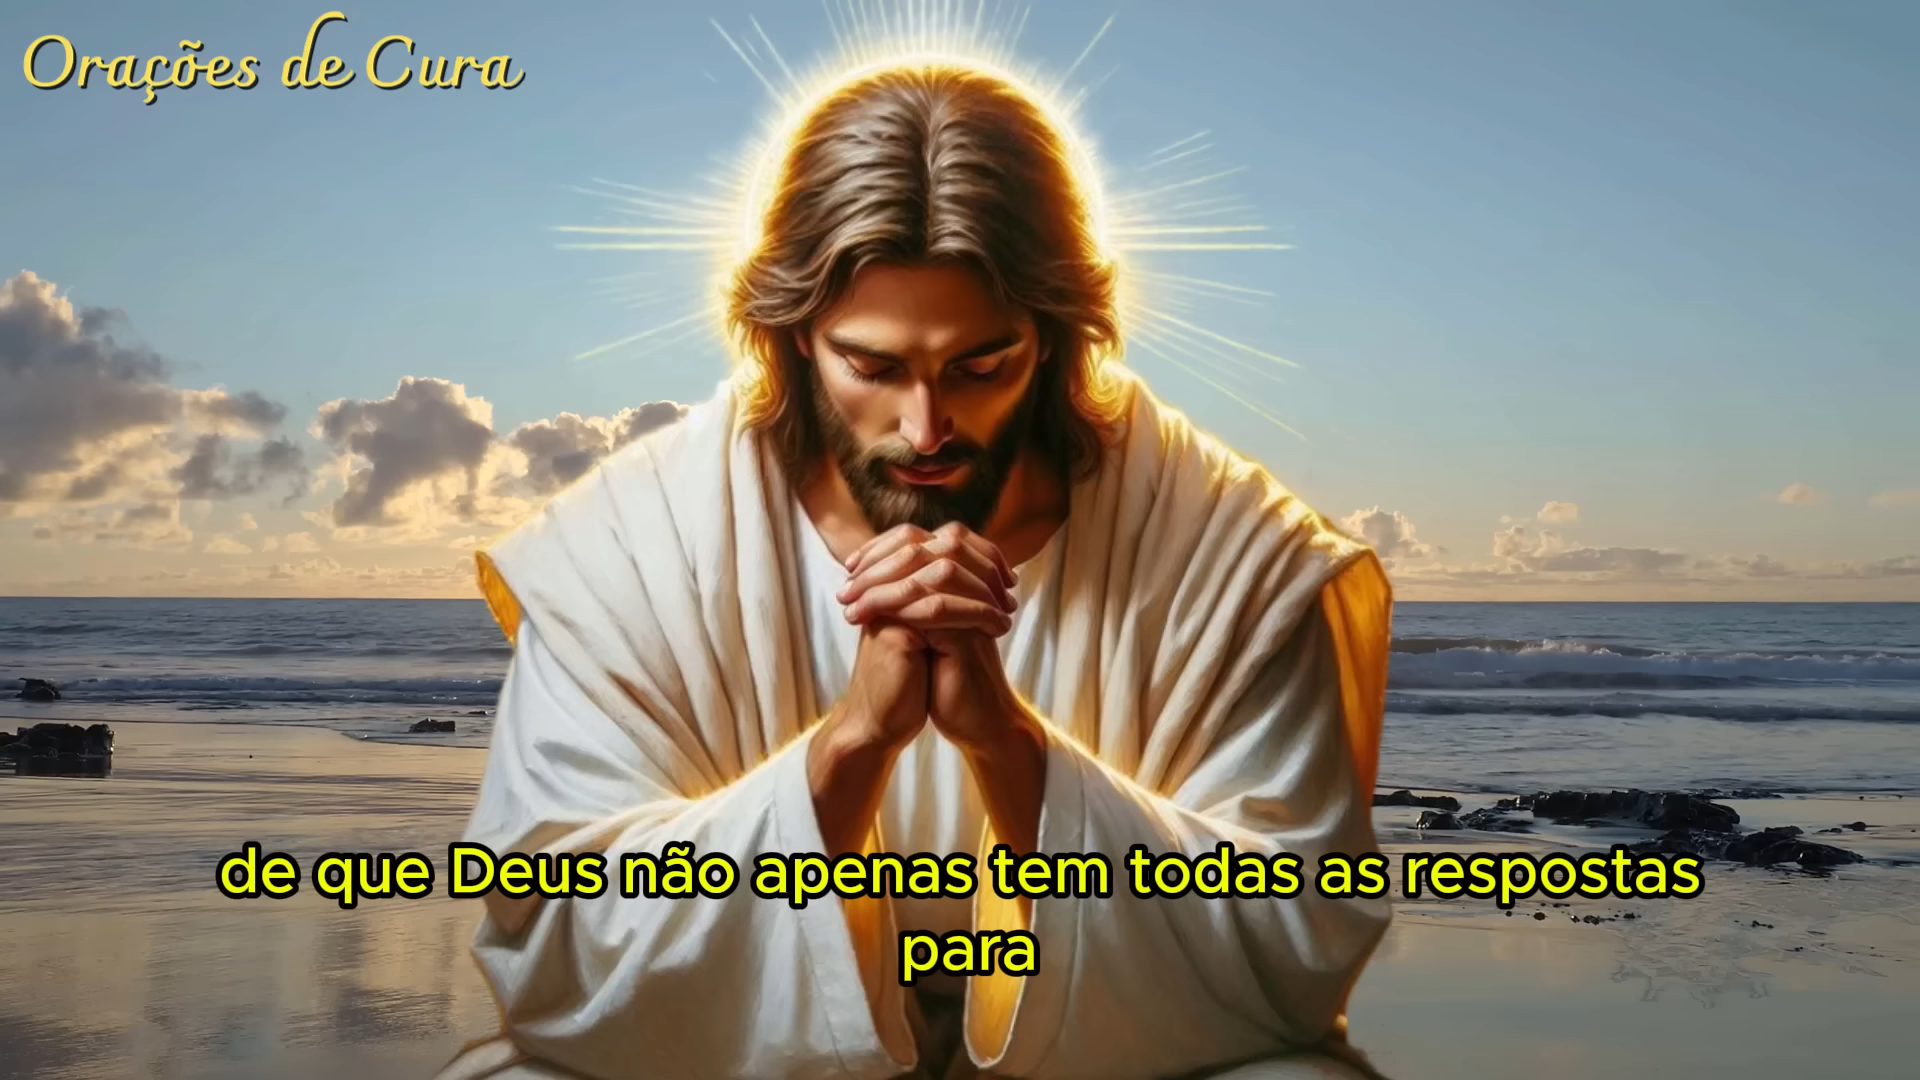 Orações de Cura
de que Deus não apenas tem todas as respostas
para